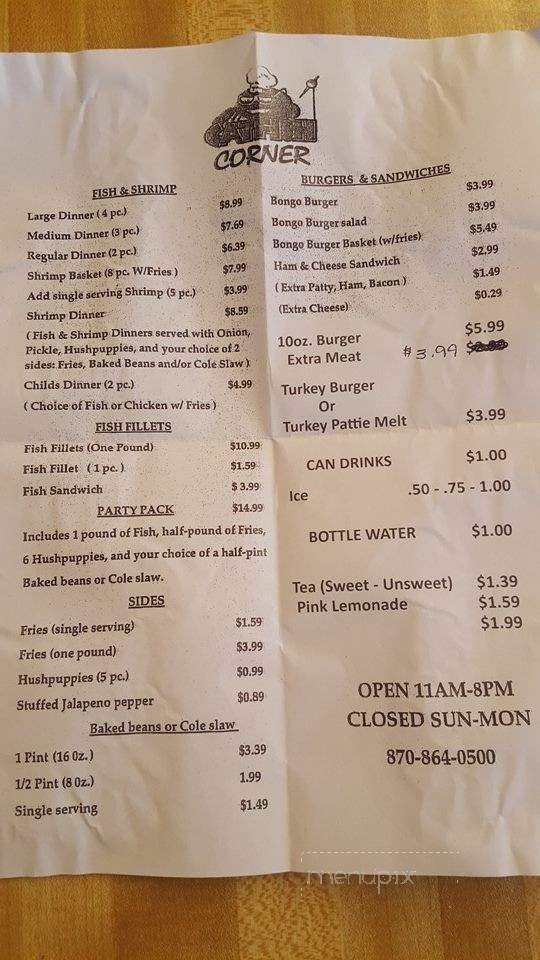 CATFISH
CORNER
FISH & SHRIMP
Large Dinner ( 4 pc.) $8.99
Medium Dinner (3 pc.) $7.69
Regular Dinner (2 pc.) $6.39
Shrimp Basket (8 pc. W/Fries ) $7.99
Add single serving Shrimp (5 pc.) $3.99
Shrimp Dinner $8.59
( Fish & Shrimp Dinners served with Onion,
Pickle, Hushpuppies, and your choice of 2
sides: Fries, Baked Beans and/or Cole Slaw )
Childs Dinner (2 pc.) $4.99
( Choice of Fish or Chicken w/ Fries )
FISH FILLETS
Fish Fillets (One Pound) $10.99
Fish Fillet ( 1 pc. ) $1.59
Fish Sandwich $ 3.99
PARTY PACK $14.99
Includes 1 pound of Fish, half-pound of Fries,
6 Hushpuppies, and your choice of a half-pint
Baked beans or Cole slaw.
SIDES
Fries (single serving) $1.59
Fries (one pound) $3.99
Hushpuppies (5 pc.) $0.99
Stuffed Jalapeno pepper $0.89
Baked beans or Cole slaw
1 Pint (16 Oz. ) $3.39
1/2 Pint (8 Oz.) 1.99
Single serving $1.49
BURGERS & SANDWICHES
Bongo Burger $3.99
Bongo Burger salad $3.99
Bongo Burger Basket (w/fries) $5.49
Ham & Cheese Sandwich $2.99
( Extra Patty, Ham, Bacon ) $1.49
(Extra Cheese) $0.29
10oz. Burger $5.99
Extra Meat $ 3.99
Turkey Burger
Or
Turkey Pattie Melt $3.99
CAN DRINKS $1.00
Ice .50 - .75 - 1.00
BOTTLE WATER $1.00
Tea (Sweet - Unsweet) $1.39
Pink Lemonade $1.59
$1.99
OPEN 11AM-8PM
CLOSED SUN-MON
870-864-0500
menupix